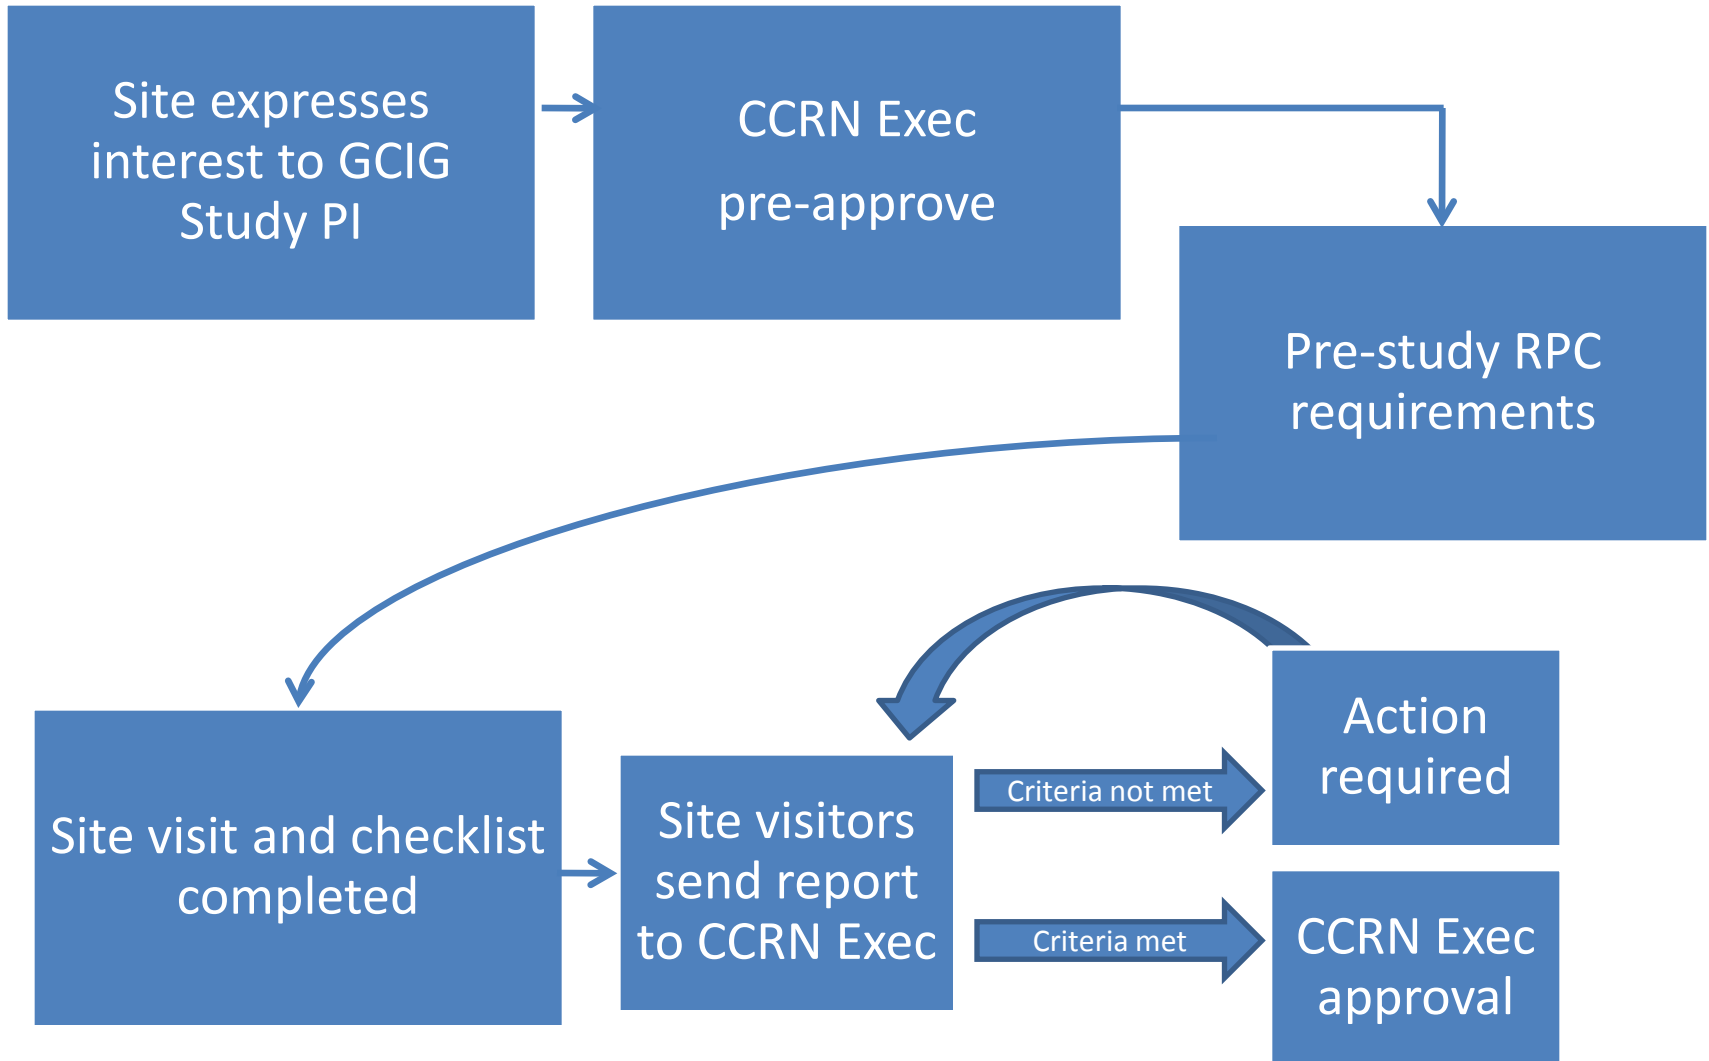 Site expresses
interest to GCIG
Study PI
CCRN Exec
pre-approve
Pre-study RPC
requirements
Site visit and checklist
completed
Site visitors
send report
to CCRN Exec
Criteria not met
Action
required
Criteria met
CCRN Exec
approval